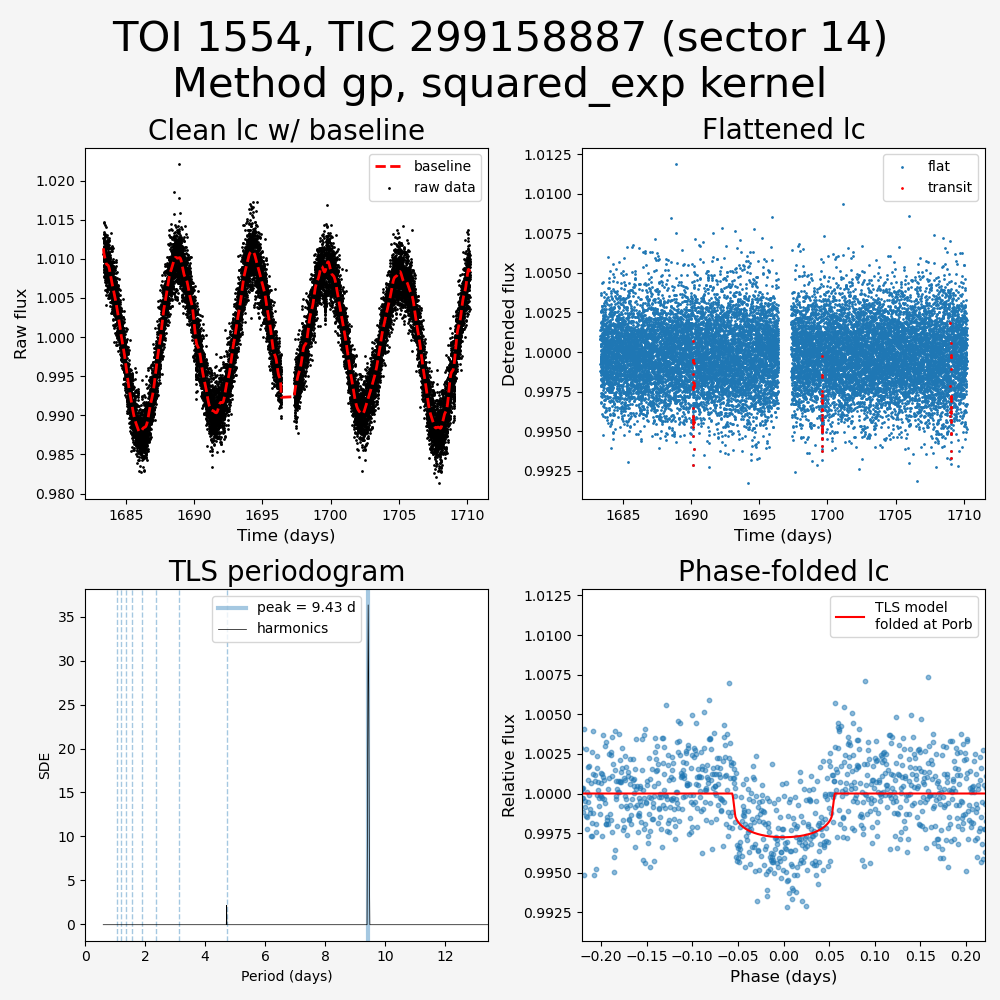 TOI 1554, TIC 299158887 (sector 14)
Method gp, squared_exp kernel
Clean lc w/ baseline
baseline
raw data
1.020
1.015
1.010
1.005
1.000
0.995
0.990
0.985
0.980
Raw flux
1685 1690 1695 1700 1705 1710
Time (days)
Flattened lc
flat
transit
1.0125
1.0100
1.0075
1.0050
1.0025
1.0000
0.9975
0.9950
0.9925
Detrended flux
1685 1690 1695 1700 1705 1710
Time (days)
TLS periodogram
peak = 9.43 d
harmonics
35
30
25
20
15
10
5
0
SDE
0 2 4 6 8 10 12
Period (days)
Phase-folded lc
TLS model
folded at Porb
1.0125
1.0100
1.0075
1.0050
1.0025
1.0000
0.9975
0.9950
0.9925
Relative flux
−0.20 −0.15 −0.10 −0.05 0.00 0.05 0.10 0.15 0.20
Phase (days)